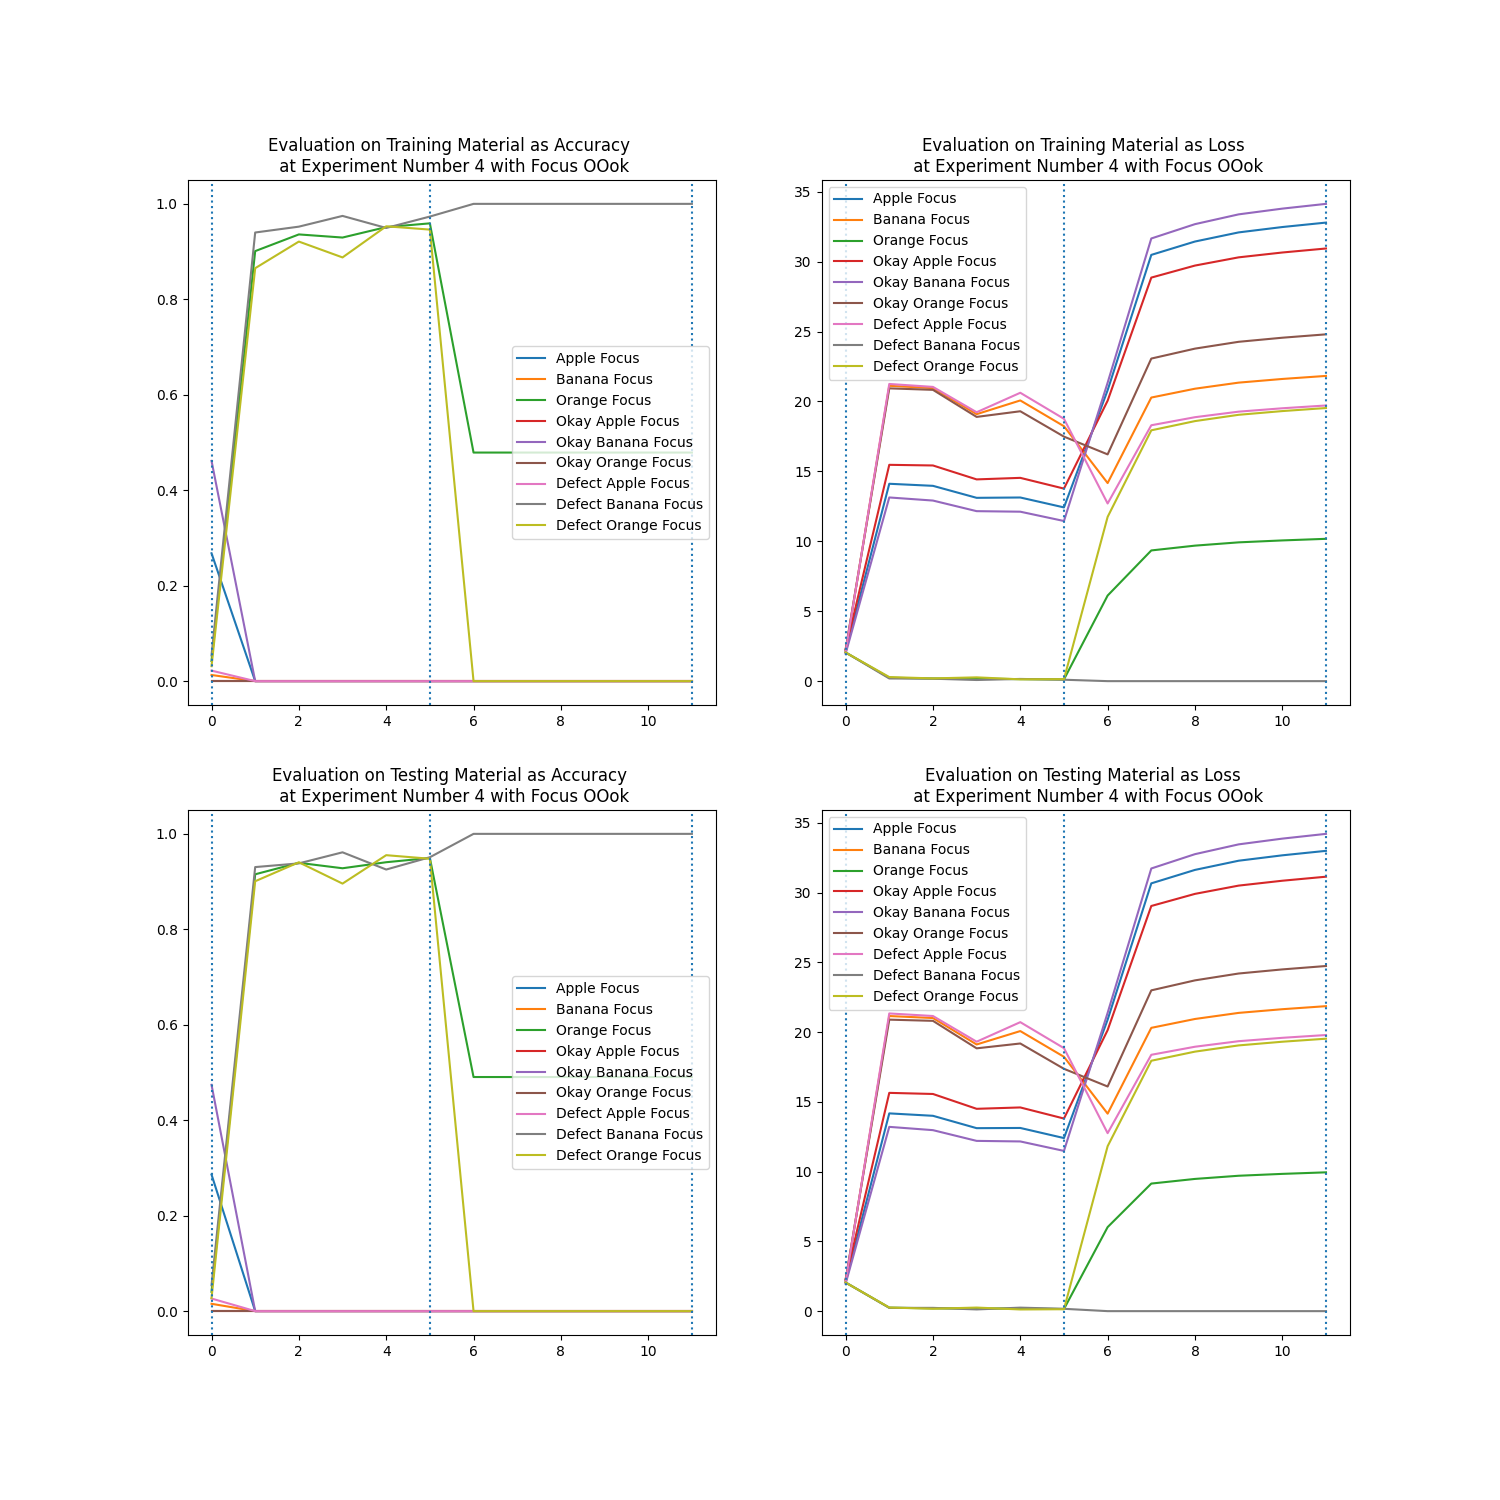 Evaluation on Training Material as Accuracy
at Experiment Number 4 with Focus OOok
1.0
0.8
0.6
0.4
0.2
0.0
0 2 4 6 8 10
Apple Focus
Banana Focus
Orange Focus
Okay Apple Focus
Okay Banana Focus
Okay Orange Focus
Defect Apple Focus
Defect Banana Focus
Defect Orange Focus
Evaluation on Training Material as Loss
at Experiment Number 4 with Focus OOok
35
30
25
20
15
10
5
0
0 2 4 6 8 10
Apple Focus
Banana Focus
Orange Focus
Okay Apple Focus
Okay Banana Focus
Okay Orange Focus
Defect Apple Focus
Defect Banana Focus
Defect Orange Focus
Evaluation on Testing Material as Accuracy
at Experiment Number 4 with Focus OOok
1.0
0.8
0.6
0.4
0.2
0.0
0 2 4 6 8 10
Apple Focus
Banana Focus
Orange Focus
Okay Apple Focus
Okay Banana Focus
Okay Orange Focus
Defect Apple Focus
Defect Banana Focus
Defect Orange Focus
Evaluation on Testing Material as Loss
at Experiment Number 4 with Focus OOok
35
30
25
20
15
10
5
0
0 2 4 6 8 10
Apple Focus
Banana Focus
Orange Focus
Okay Apple Focus
Okay Banana Focus
Okay Orange Focus
Defect Apple Focus
Defect Banana Focus
Defect Orange Focus